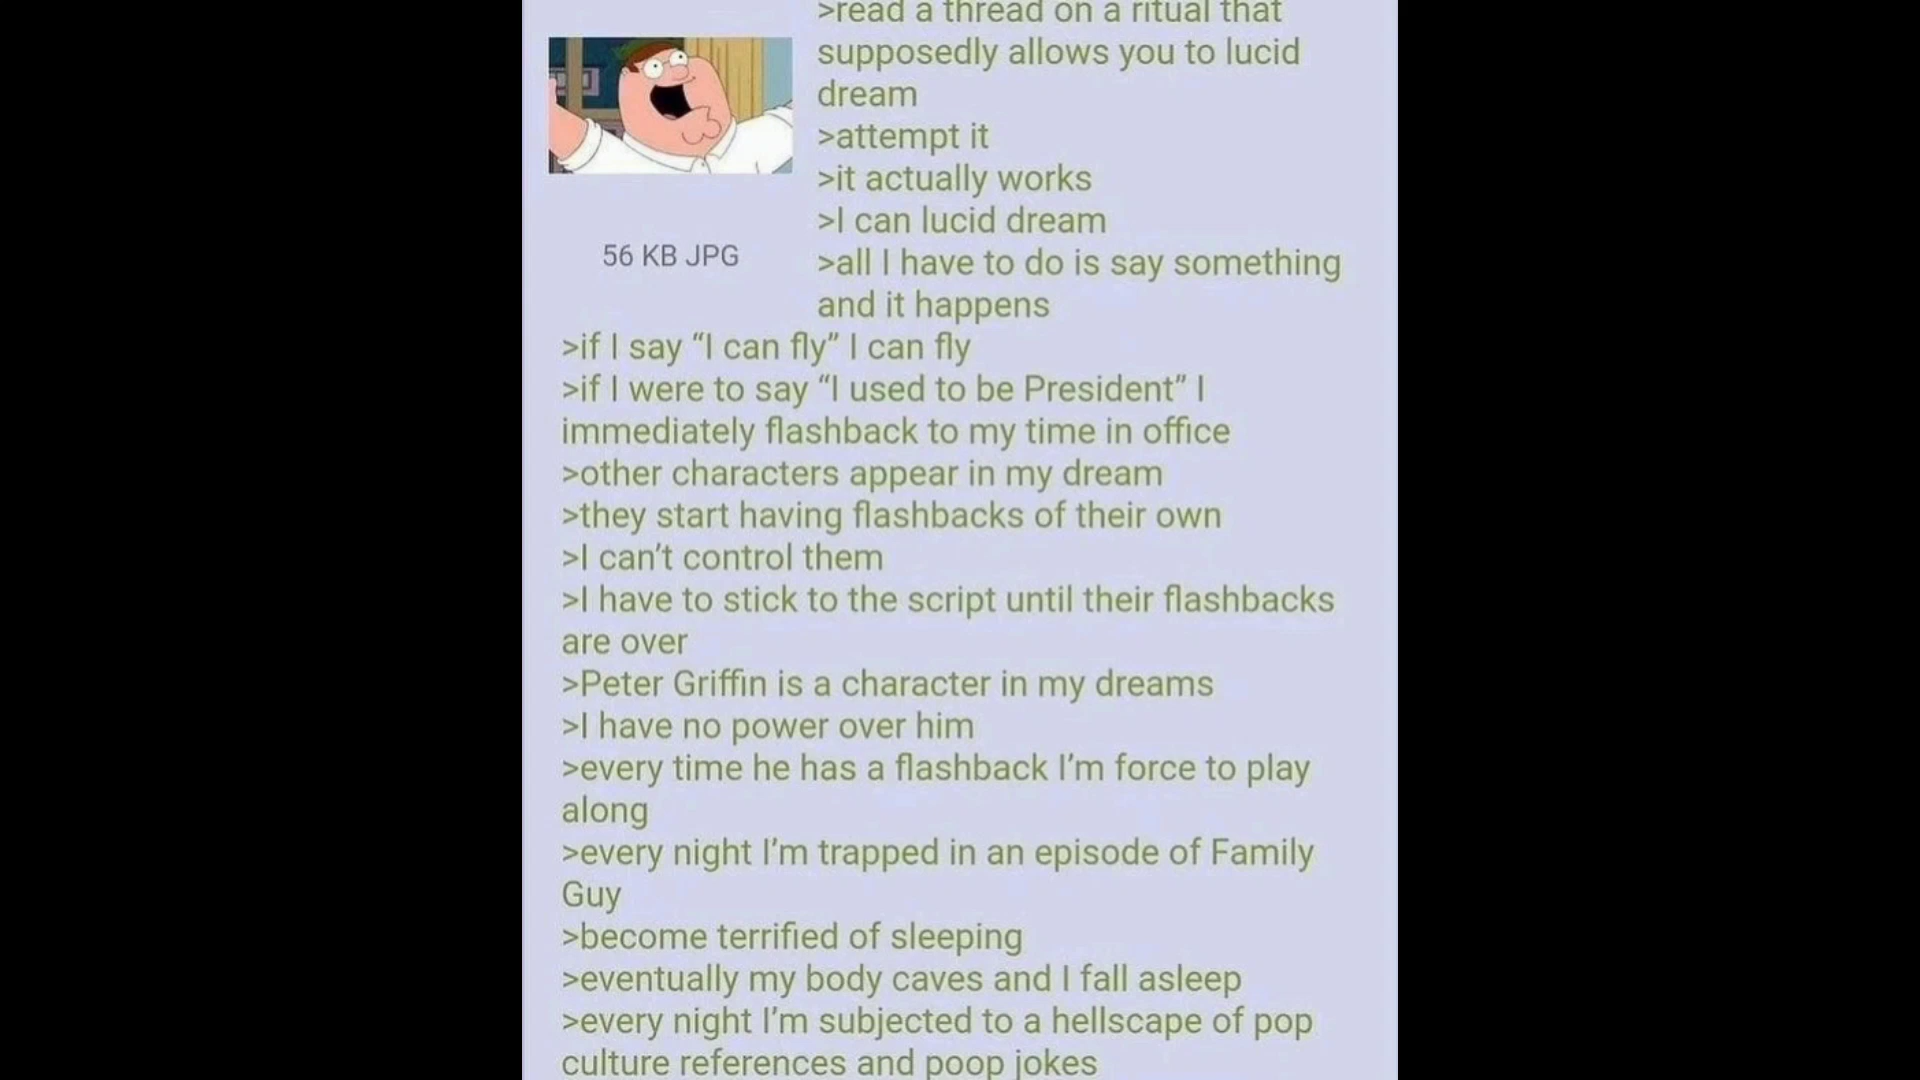 >read a thread on a ritual that
supposedly allows you to lucid
dream
>attempt it
>it actually works
>I can lucid dream
56 KB JPG
>all I have to do is say something
and it happens
>if I say “I can fly” I can fly
>if I were to say “I used to be President” I
immediately flashback to my time in office
>other characters appear in my dream
>they start having flashbacks of their own
>I can’t control them
>I have to stick to the script until their flashbacks
are over
>Peter Griffin is a character in my dreams
>I have no power over him
>every time he has a flashback I’m force to play
along
>every night I’m trapped in an episode of Family
Guy
>become terrified of sleeping
>eventually my body caves and I fall asleep
>every night I’m subjected to a hellscape of pop
culture references and poop jokes